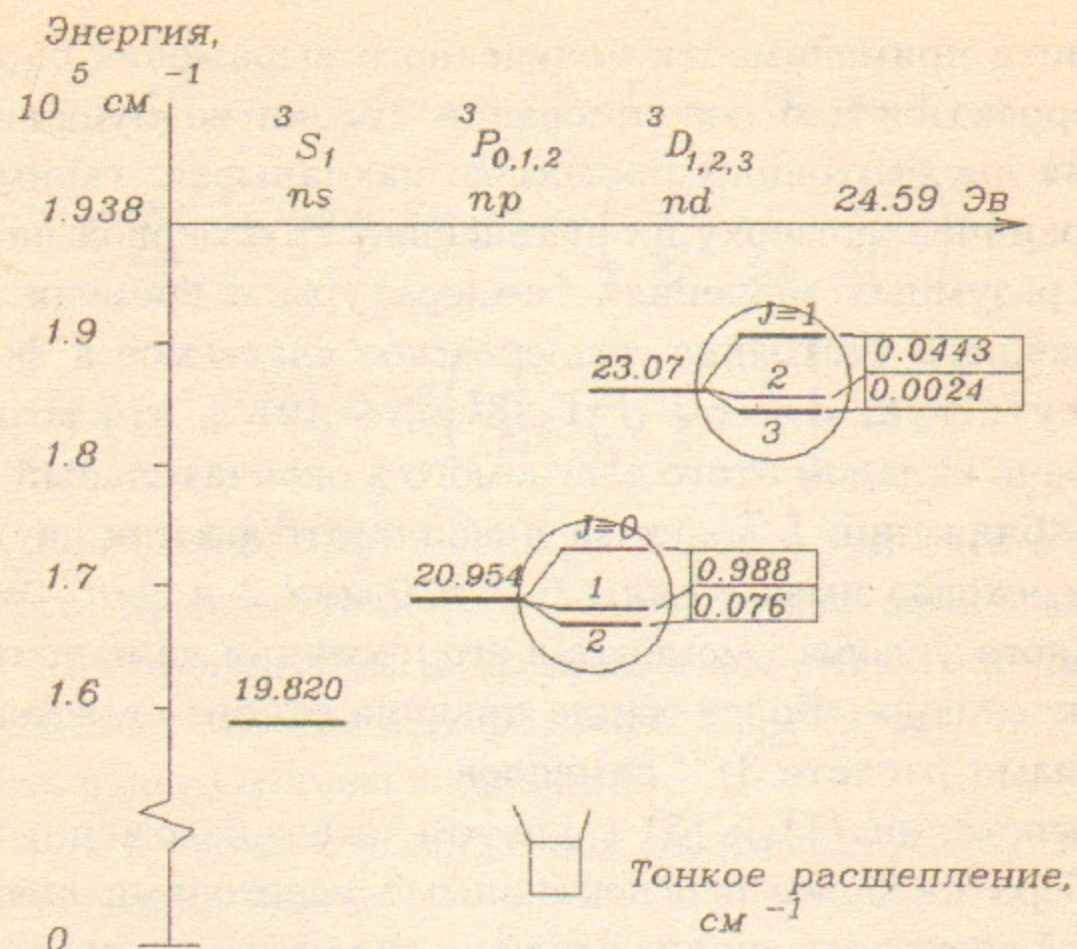 Энергия,
10⁵ см⁻¹
³S₁ ³P₀,₁,₂ ³D₁,₂,₃
ns np nd 24.59 Эв
1.938
1.9
J=1
23.07 2 0.0443
3 0.0024
1.8
J=0
1.7
20.954 1 0.988
2 0.076
1.6
19.820
Тонкое расщепление,
см⁻¹
0